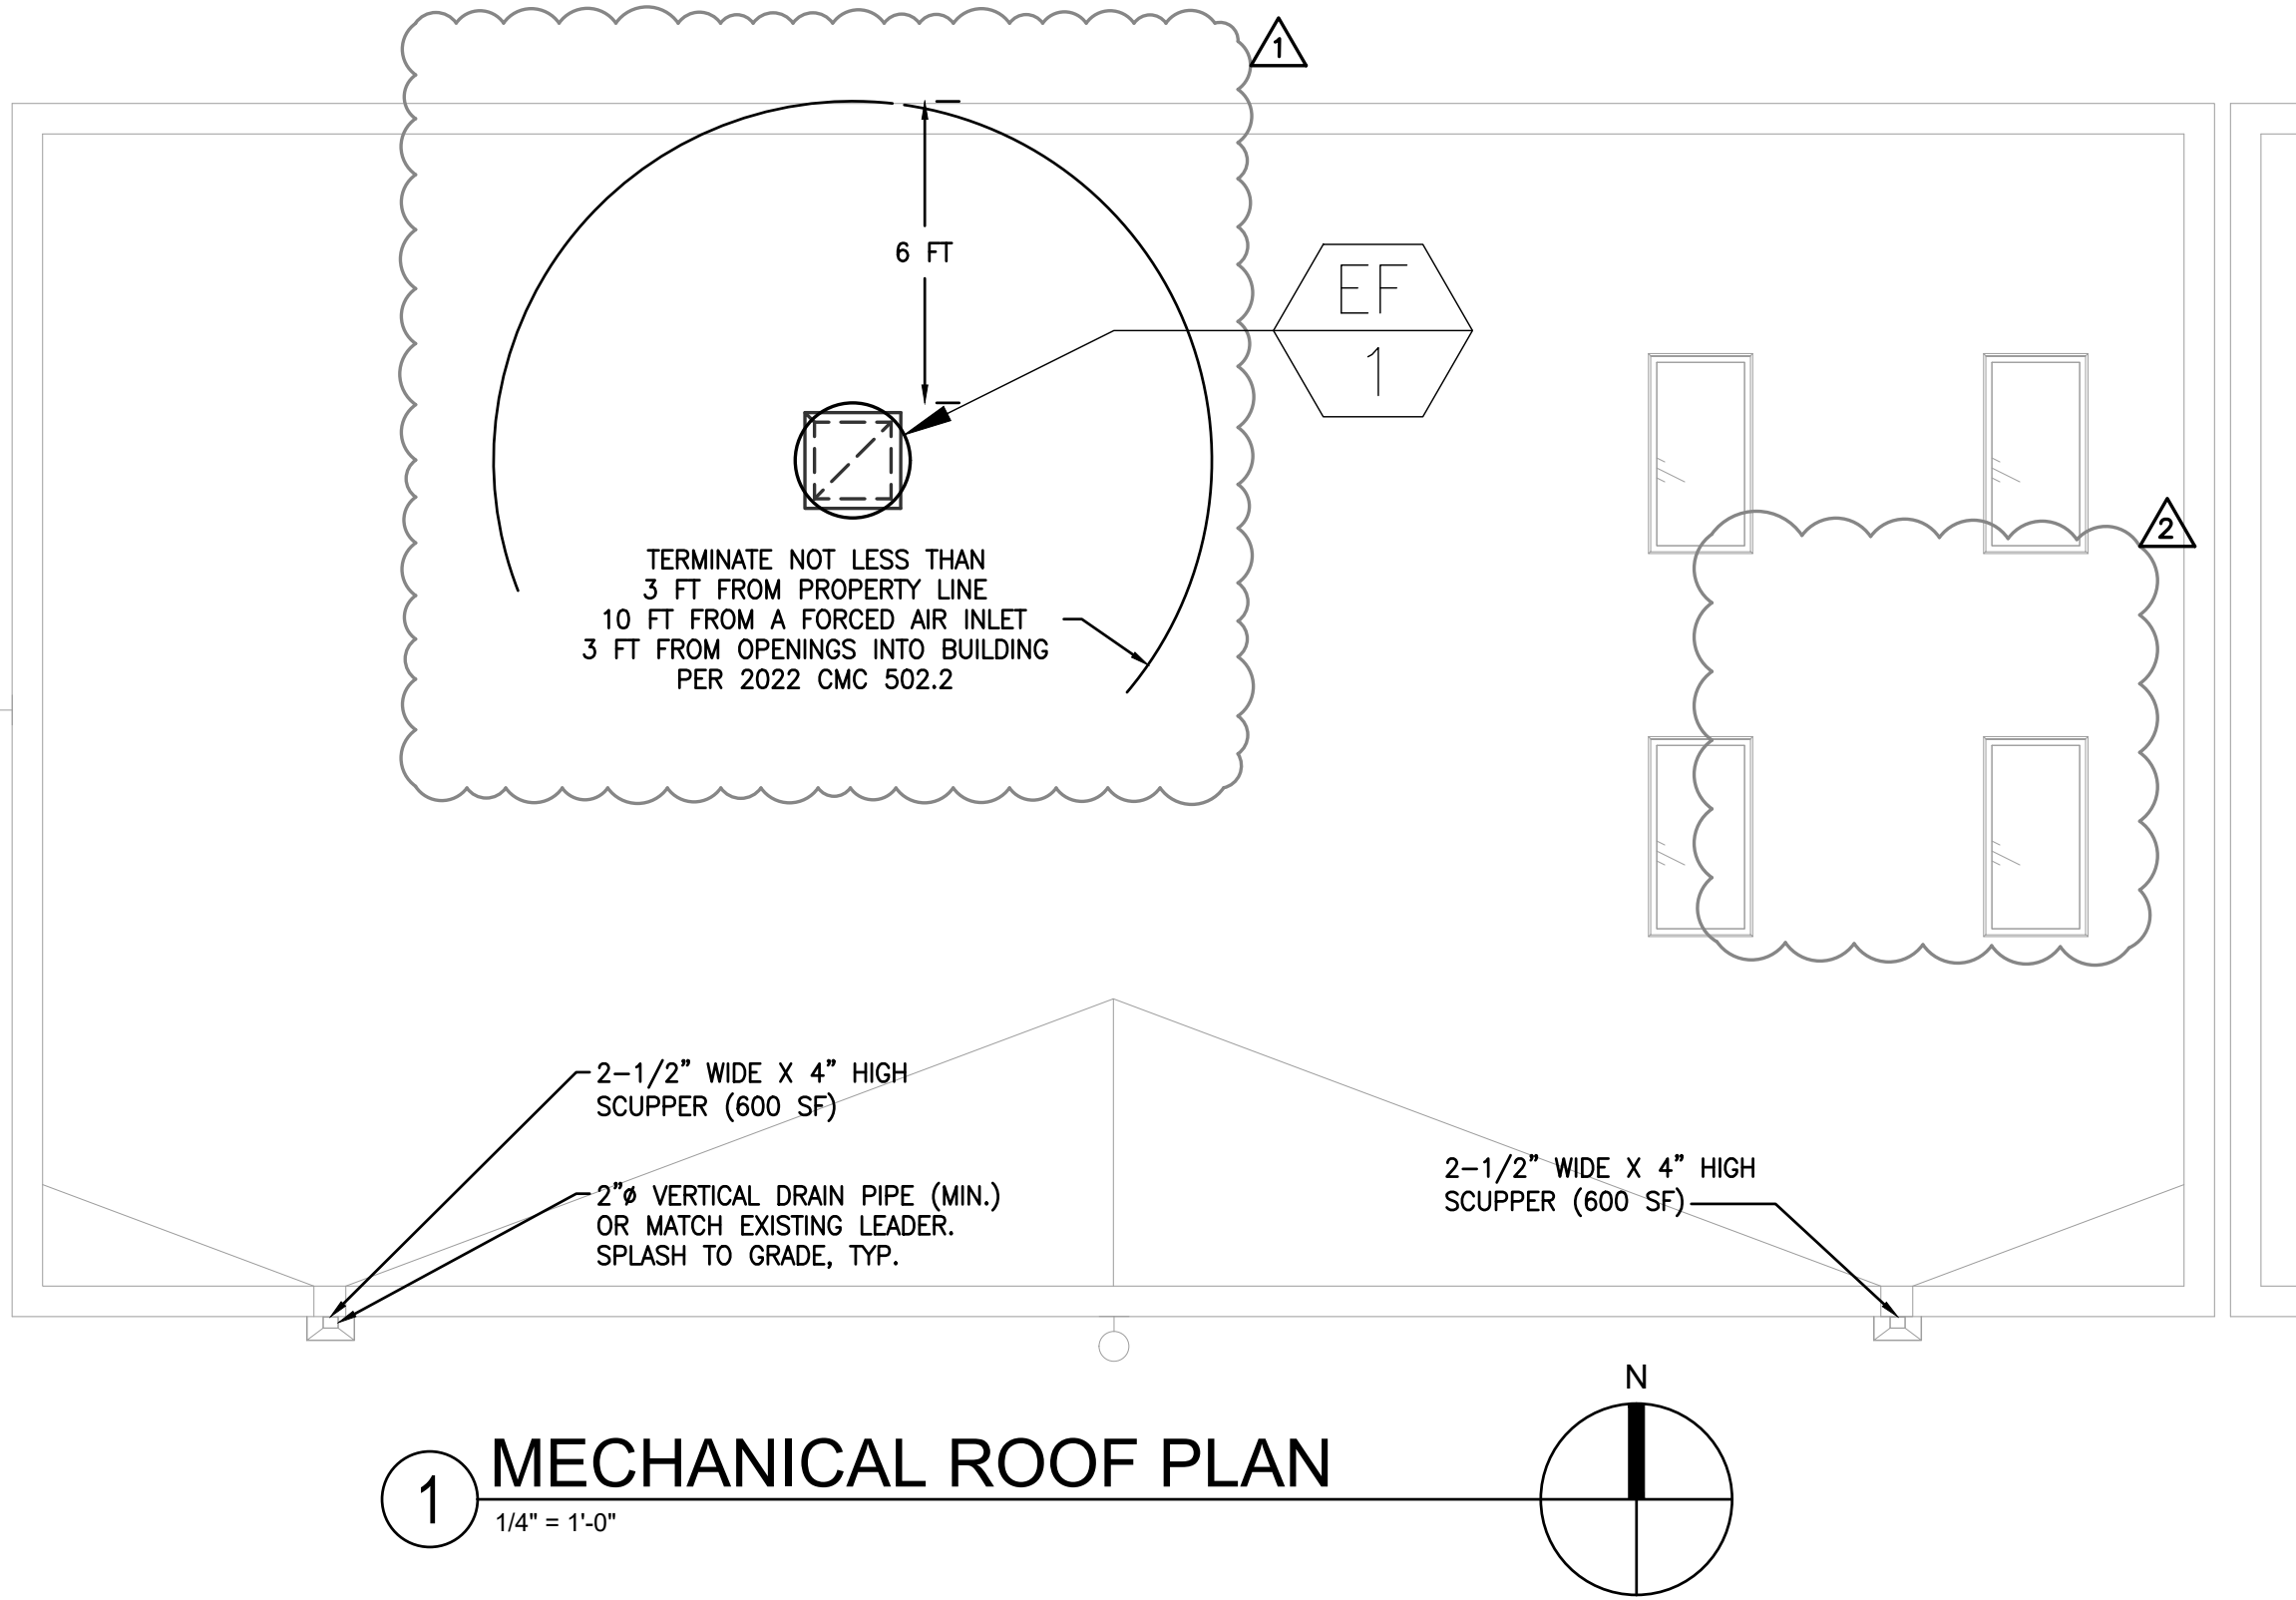 1
6 FT
EF
1
2
TERMINATE NOT LESS THAN
3 FT FROM PROPERTY LINE
10 FT FROM A FORCED AIR INLET
3 FT FROM OPENINGS INTO BUILDING
PER 2022 CMC 502.2
2-1/2” WIDE X 4” HIGH
SCUPPER (600 SF)
2”ø VERTICAL DRAIN PIPE (MIN.)
OR MATCH EXISTING LEADER.
SPLASH TO GRADE, TYP.
2-1/2” WIDE X 4” HIGH
SCUPPER (600 SF)
N
1
MECHANICAL ROOF PLAN
1/4" = 1'-0"